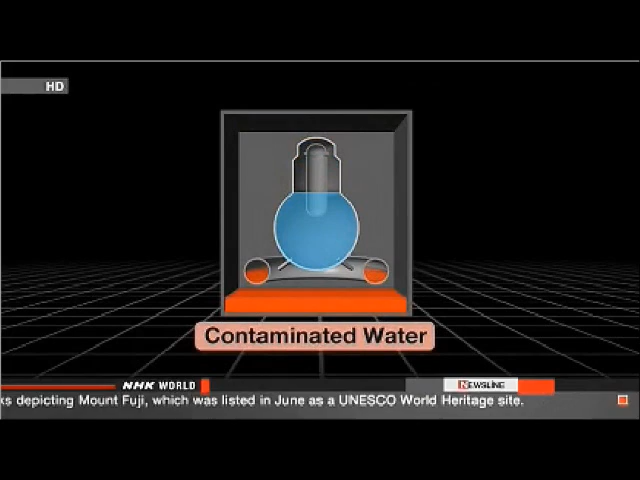 HD
Contaminated Water
NHK WORLD
NEWSLINE
ks depicting Mount Fuji, which was listed in June as a UNESCO World Heritage site.